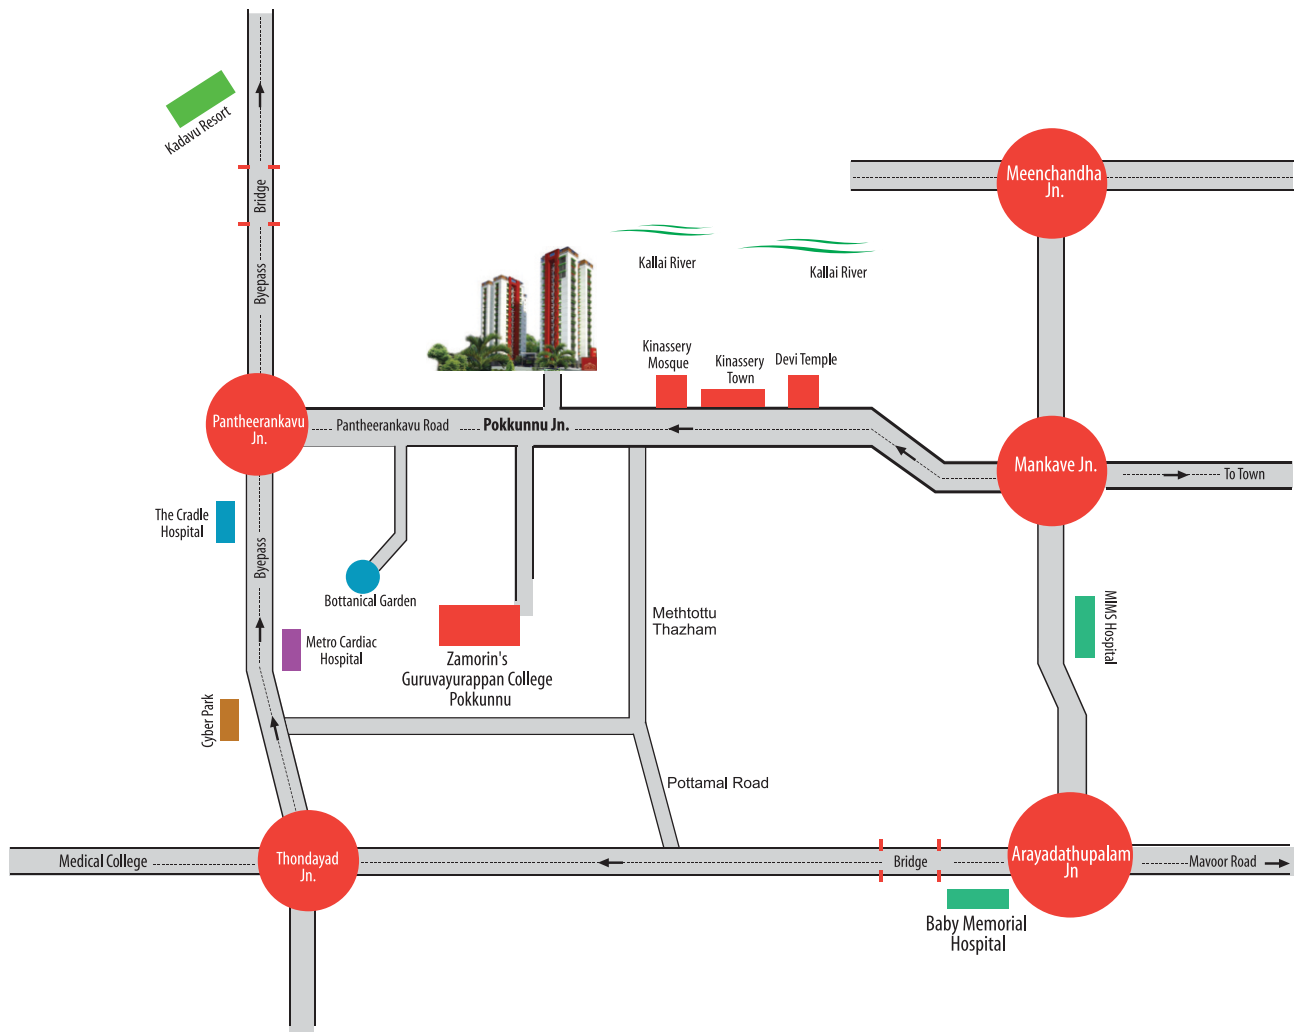 Kadavu Resort
Bridge
Byepass
Meenchandha
Jn.
Kallai River
Kallai River
Kinassery
Mosque
Kinassery
Town
Devi Temple
Pantheerankavu
Jn.
Pantheerankavu Road
Pokkunnu Jn.
Mankave Jn.
To Town
The Cradle
Hospital
Byepass
Bottanical Garden
Metro Cardiac
Hospital
Zamorin's
Guruvayurappan College
Pokkunnu
Methtottu
Thazham
MIMS Hospital
Cyber Park
Pottamal Road
Medical College
Thondayad
Jn.
Bridge
Arayadathupalam
Jn
Mavoor Road
Baby Memorial
Hospital